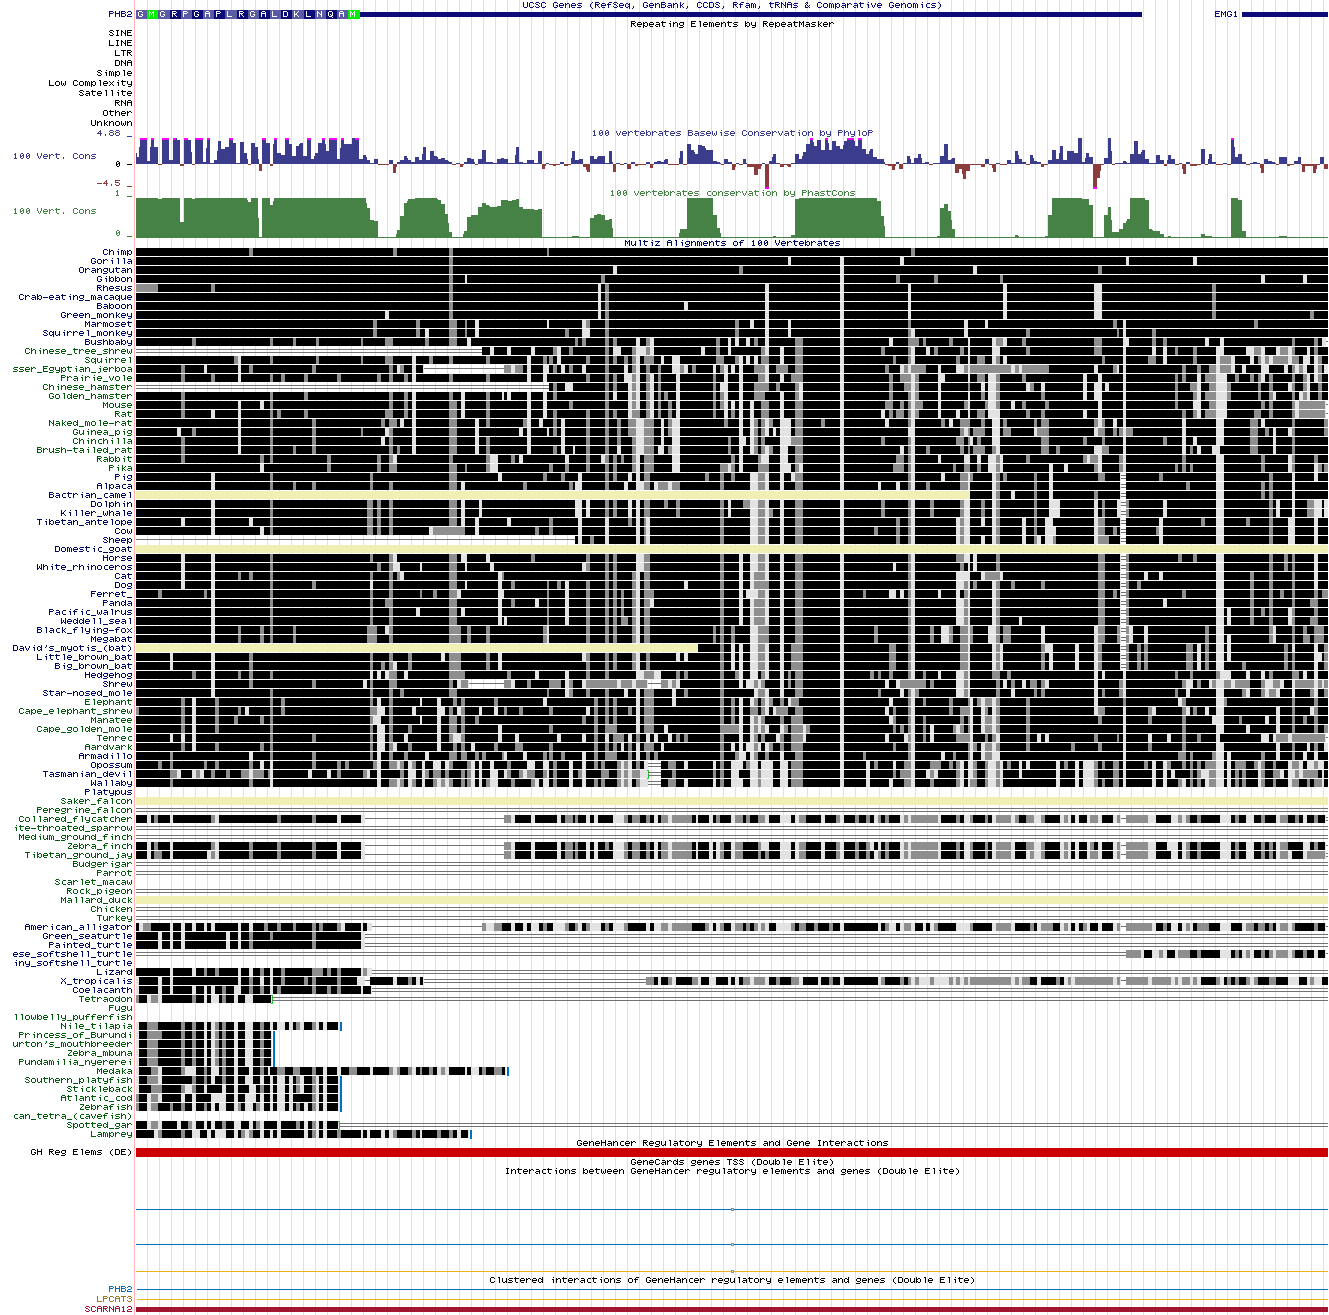 UCSC Genes (RefSeq, GenBank, CCDS, Rfam, tRNAs & Comparative Genomics)
PHB2 G M G R P G A P L R G A L D K L N Q A M EMG1
Repeating Elements by RepeatMasker
SINE
LINE
LTR
DNA
Simple
Low Complexity
Satellite
RNA
Other
Unknown
100 vertebrates Basewise Conservation by PhyloP
4.88 _
100 Vert. Cons
0 _
-4.5 _
100 vertebrates conservation by PhastCons
1 _
100 Vert. Cons
0 _
Multiz Alignments of 100 Vertebrates
Chimp
Gorilla
Orangutan
Gibbon
Rhesus
Crab-eating_macaque
Baboon
Green_monkey
Marmoset
Squirrel_monkey
Bushbaby
Chinese_tree_shrew
Squirrel
sser_Egyptian_jerboa
Prairie_vole
Chinese_hamster
Golden_hamster
Mouse
Rat
Naked_mole-rat
Guinea_pig
Chinchilla
Brush-tailed_rat
Rabbit
Pika
Pig
Alpaca
Bactrian_camel
Dolphin
Killer_whale
Tibetan_antelope
Cow
Sheep
Domestic_goat
Horse
White_rhinoceros
Cat
Dog
Ferret_
Panda
Pacific_walrus
Weddell_seal
Black_flying-fox
Megabat
David's_myotis_(bat)
Little_brown_bat
Big_brown_bat
Hedgehog
Shrew
Star-nosed_mole
Elephant
Cape_elephant_shrew
Manatee
Cape_golden_mole
Tenrec
Aardvark
Armadillo
Opossum
Tasmanian_devil
Wallaby
Platypus
Saker_falcon
Peregrine_falcon
Collared_flycatcher
ite-throated_sparrow
Medium_ground_finch
Zebra_finch
Tibetan_ground_jay
Budgerigar
Parrot
Scarlet_macaw
Rock_pigeon
Mallard_duck
Chicken
Turkey
American_alligator
Green_seaturtle
Painted_turtle
ese_softshell_turtle
iny_softshell_turtle
Lizard
X_tropicalis
Coelacanth
Tetraodon
Fugu
llowbelly_pufferfish
Nile_tilapia
Princess_of_Burundi
urton's_mouthbreeder
Zebra_mbuna
Pundamilia_nyererei
Medaka
Southern_platyfish
Stickleback
Atlantic_cod
Zebrafish
can_tetra_(cavefish)
Spotted_gar
Lamprey
GeneHancer Regulatory Elements and Gene Interactions
GH Reg Elems (DE)
GeneCards genes TSS (Double Elite)
Interactions between GeneHancer regulatory elements and genes (Double Elite)
Clustered interactions of GeneHancer regulatory elements and genes (Double Elite)
PHB2
LPCAT3
SCARNA12